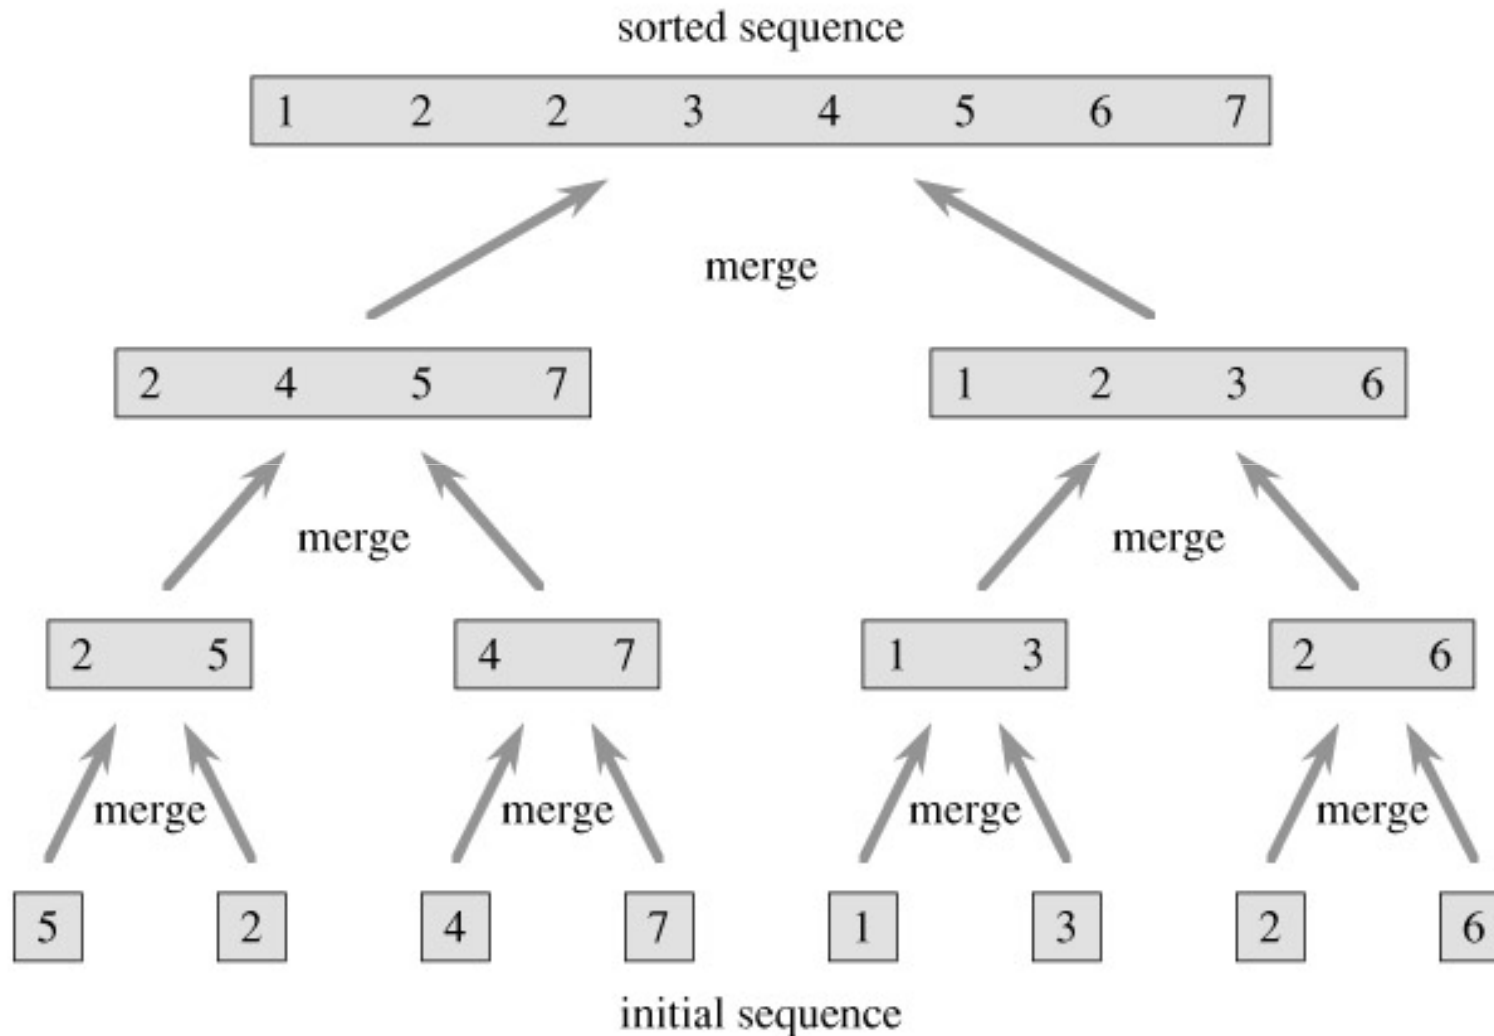 sorted sequence
1 2 2 3 4 5 6 7
merge
2 4 5 7 1 2 3 6
merge merge
2 5 4 7 1 3 2 6
merge merge merge merge
5 2 4 7 1 3 2 6
initial sequence